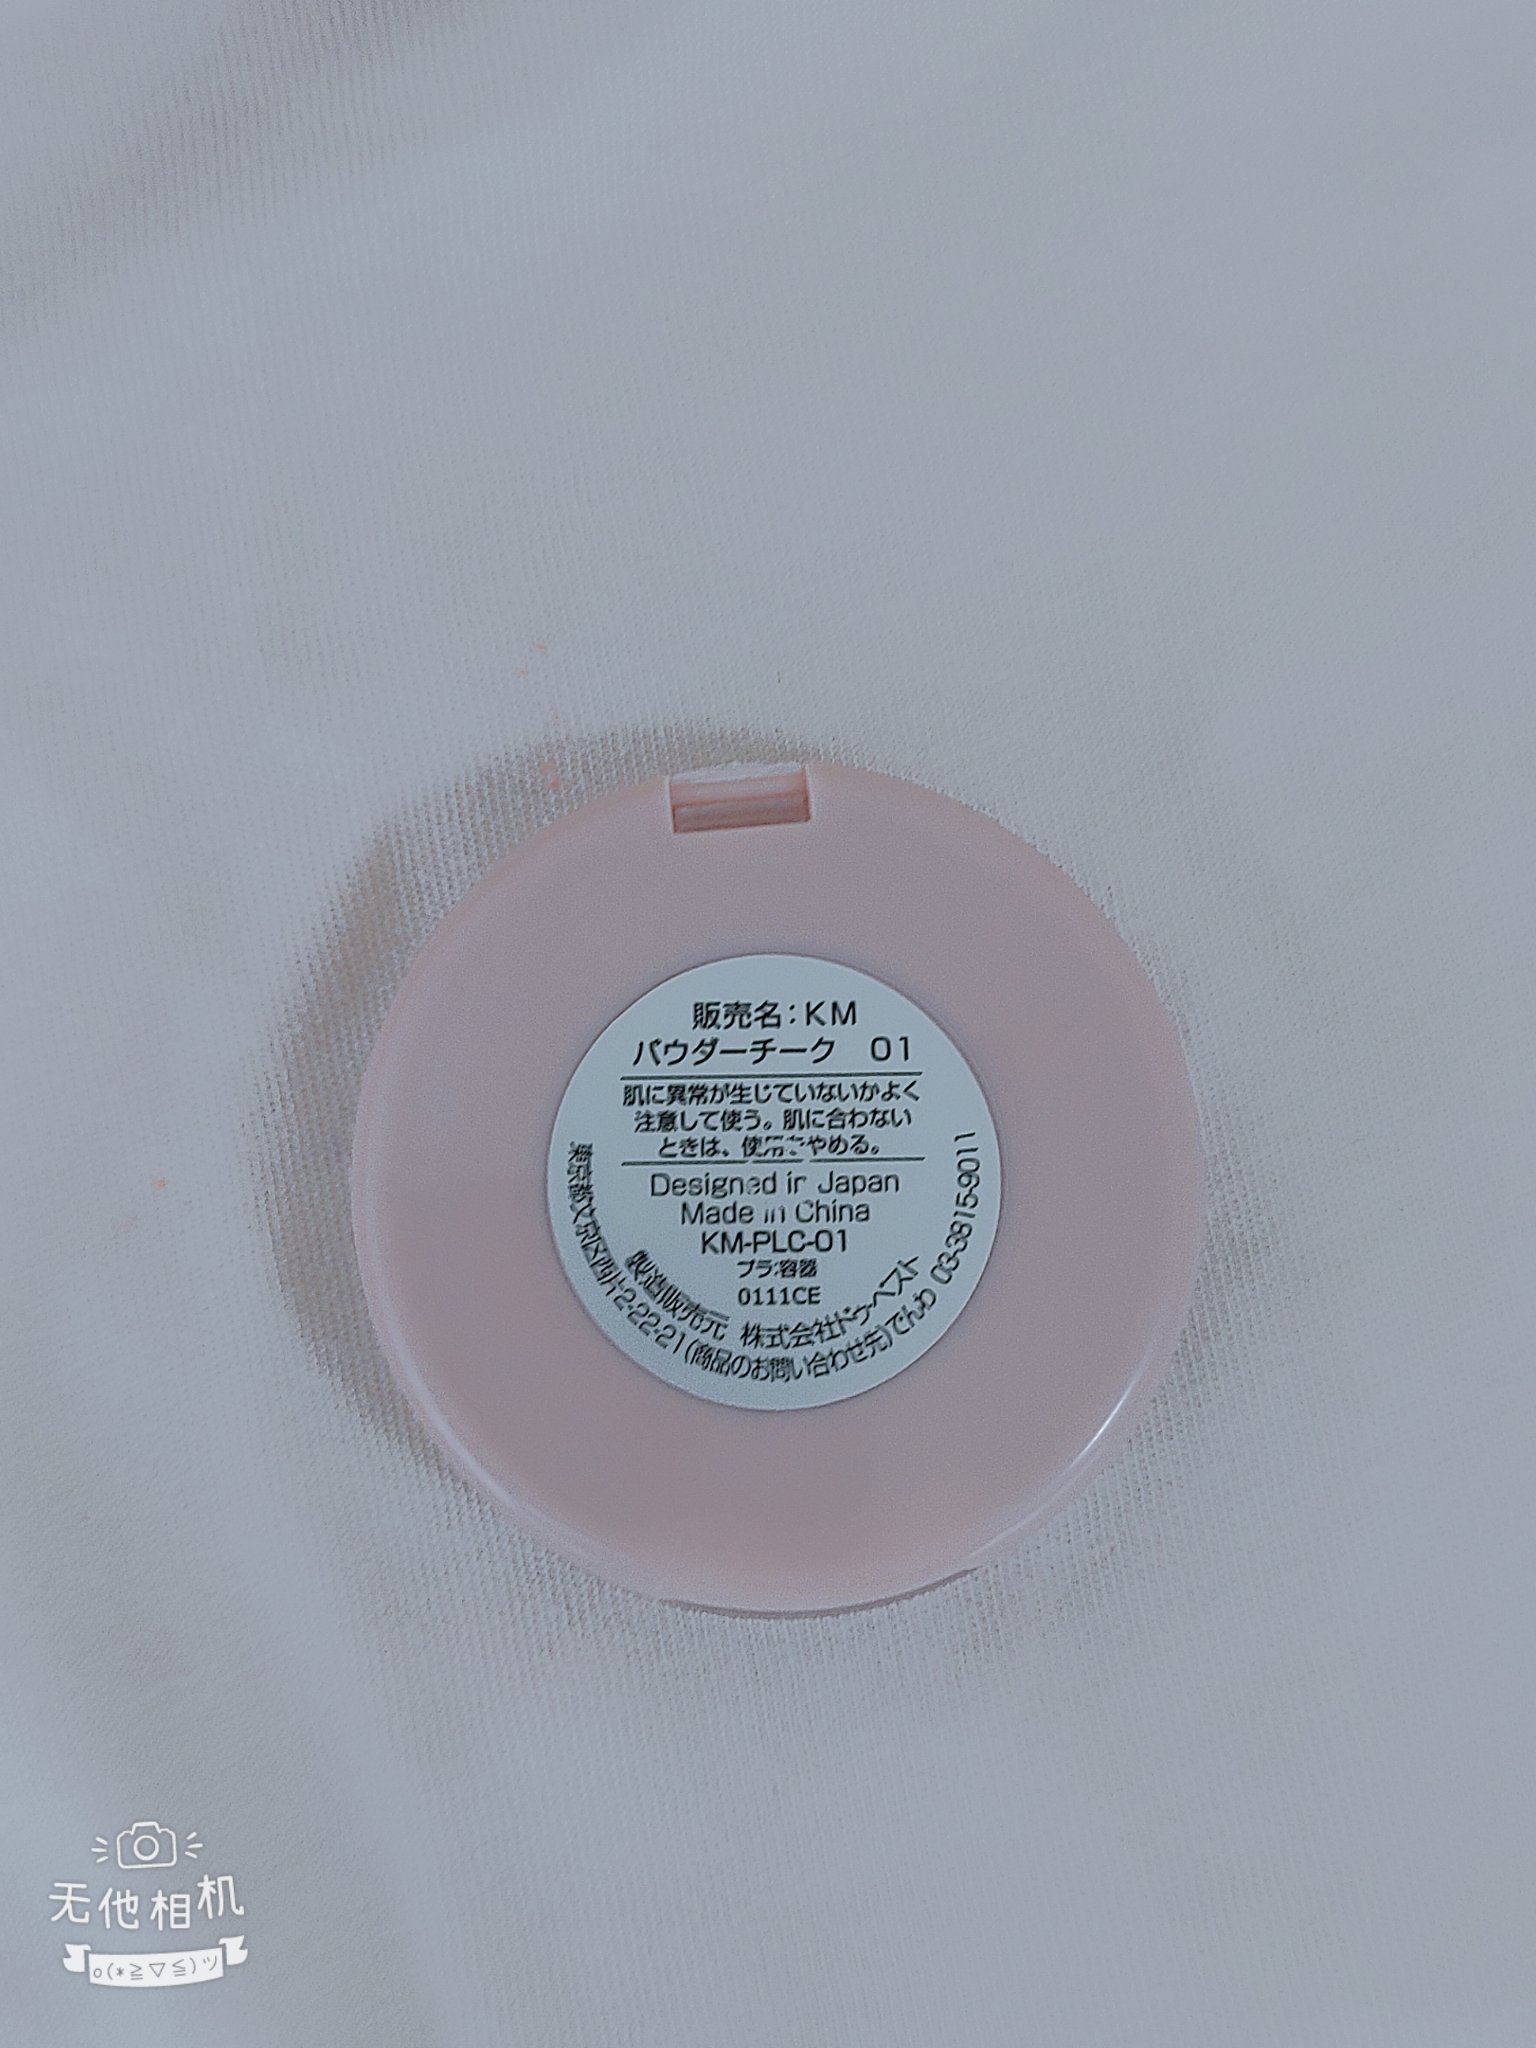 販売名：KM
パウダーチーク　01
肌に異常が生じていないかよく
注意して使う。肌に合わない
ときは、使用をやめる。
Designed in Japan
Made in China
KM-PLC-01
プラ:容器
0111CE
製造販売元 株式会社ドゥ・ベスト
東京都文京区西片2-22-21(商品のお問い合わせ先)でんわ 03-3815-9011
无他相机
o(*≧▽≦)ツ